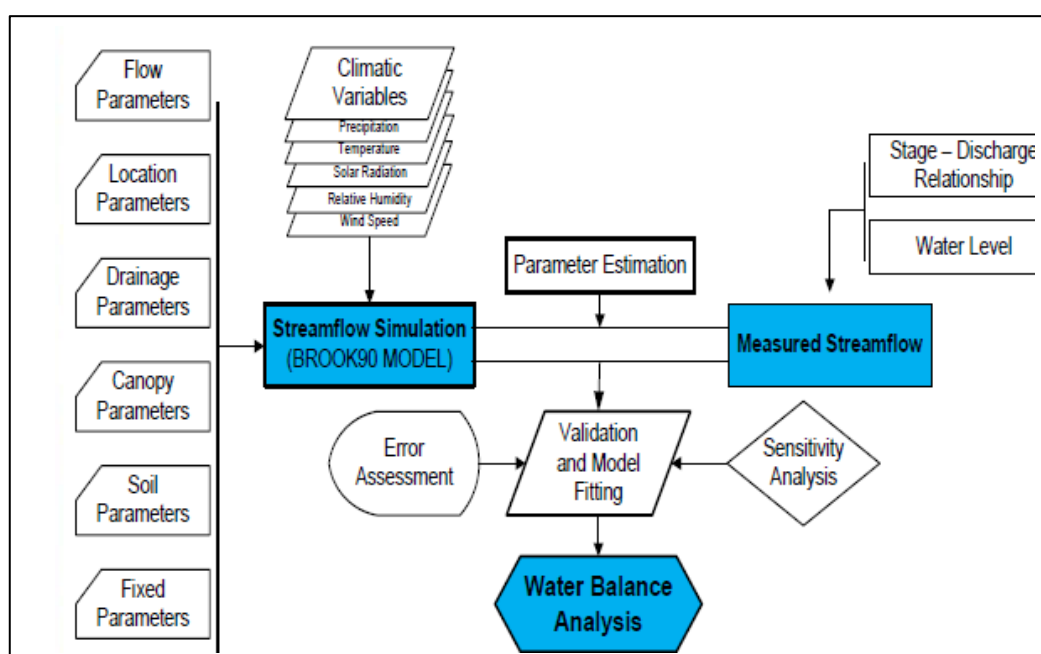 Flow
Parameters
Location
Parameters
Drainage
Parameters
Canopy
Parameters
Soil
Parameters
Fixed
Parameters
Climatic
Variables
Precipitation
Temperature
Solar Radiation
Relative Humidity
Wind Speed
Parameter Estimation
Stage – Discharge
Relationship
Water Level
Streamflow Simulation
(BROOK90 MODEL)
Measured Streamflow
Error
Assessment
Validation
and Model
Fitting
Sensitivity
Analysis
Water Balance
Analysis